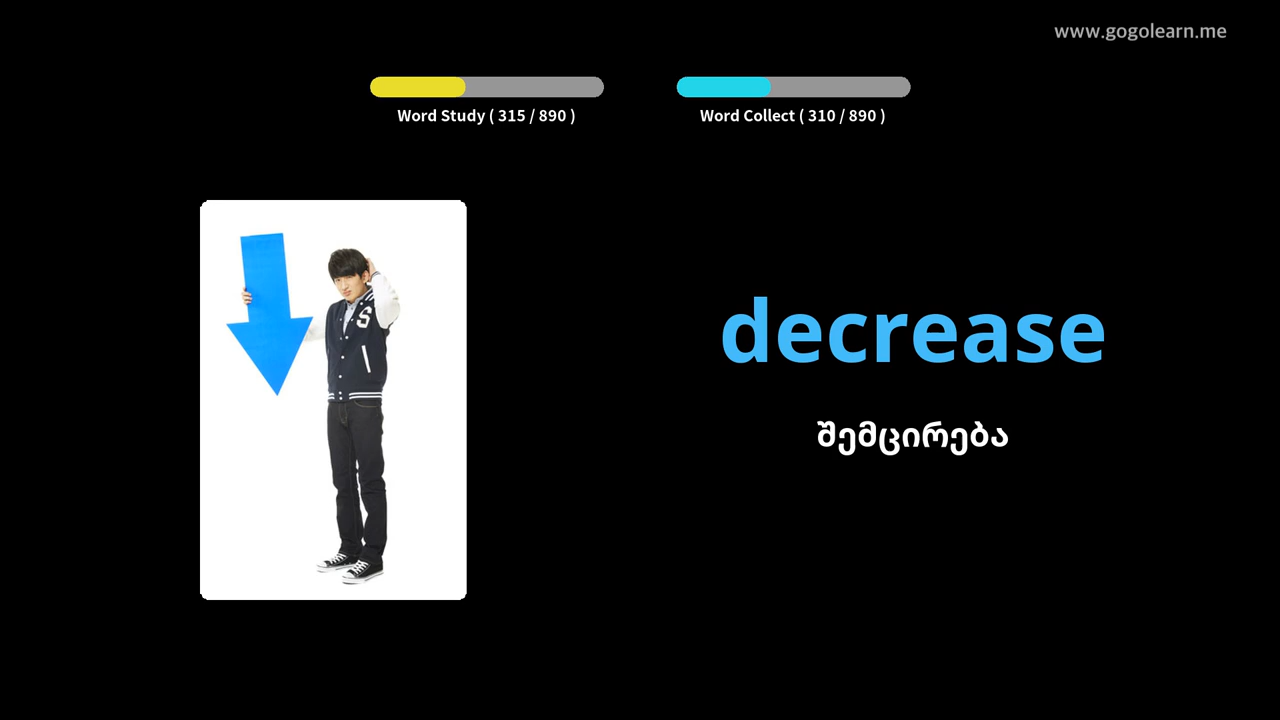 www.gogolearn.me
Word Study ( 315 / 890 )
Word Collect ( 310 / 890 )
S
decrease
შემცირება